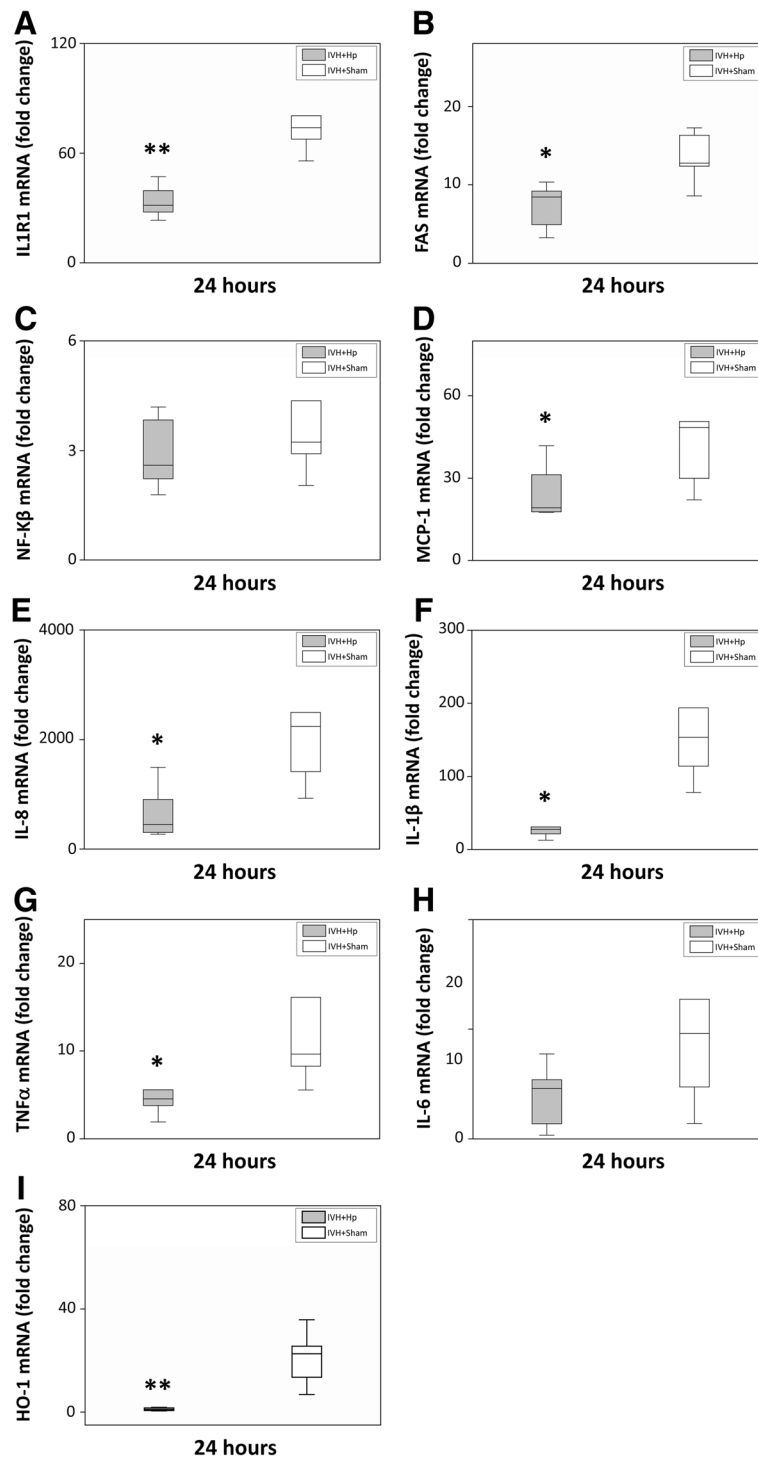 A
IL1R1 mRNA (fold change)
120
60
0
IVH+Hp
IVH+Sham
**
24 hours
B
FAS mRNA (fold change)
20
10
0
IVH+Hp
IVH+Sham
*
24 hours
C
NF-Kβ mRNA (fold change)
6
3
0
IVH+Hp
IVH+Sham
24 hours
D
MCP-1 mRNA (fold change)
60
30
0
IVH+Hp
IVH+Sham
*
24 hours
E
IL-8 mRNA (fold change)
4000
2000
0
IVH+Hp
IVH+Sham
*
24 hours
F
IL-1β mRNA (fold change)
300
200
100
0
IVH+Hp
IVH+Sham
*
24 hours
G
TNFα mRNA (fold change)
20
10
0
IVH+Hp
IVH+Sham
*
24 hours
H
IL-6 mRNA (fold change)
20
10
0
IVH+Hp
IVH+Sham
24 hours
I
HO-1 mRNA (fold change)
80
40
0
IVH+Hp
IVH+Sham
**
24 hours